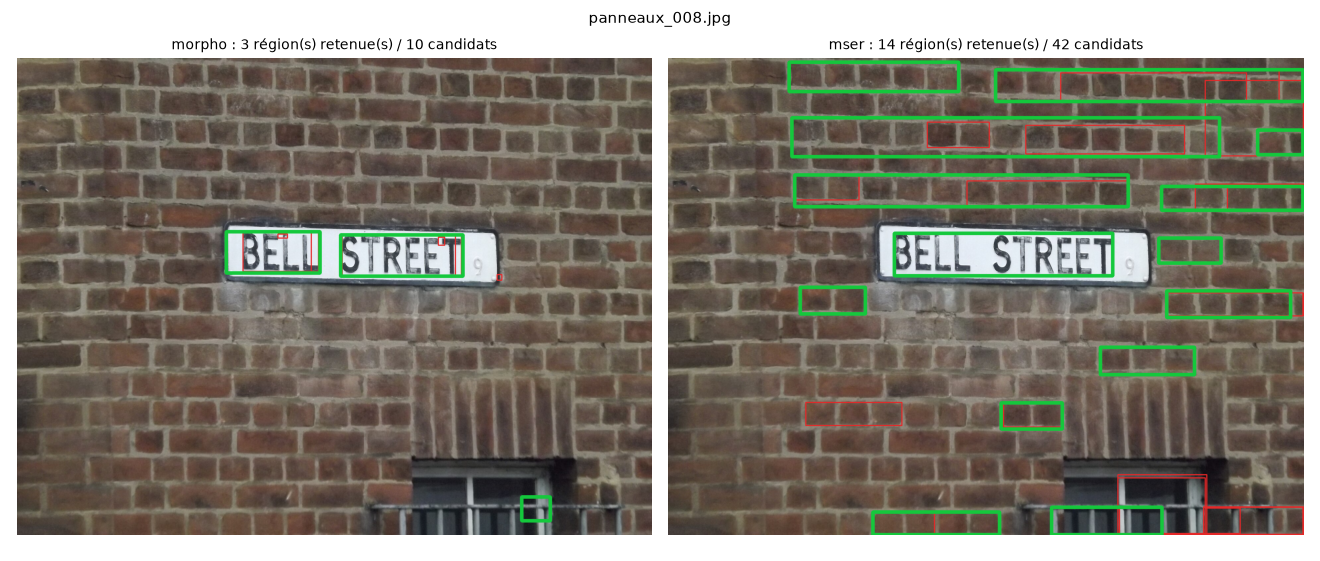 panneaux_008.jpg
morpho : 3 région(s) retenue(s) / 10 candidats
mser : 14 région(s) retenue(s) / 42 candidats
BELL STREET 9
BELL STREET 9